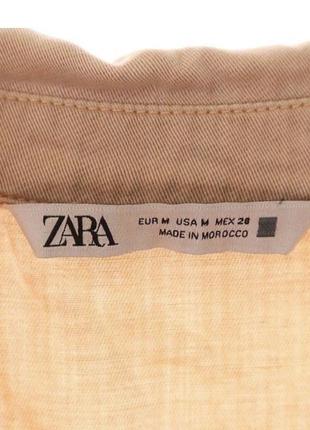 ZARA
EUR M USA M MEX 28
MADE IN MOROCCO